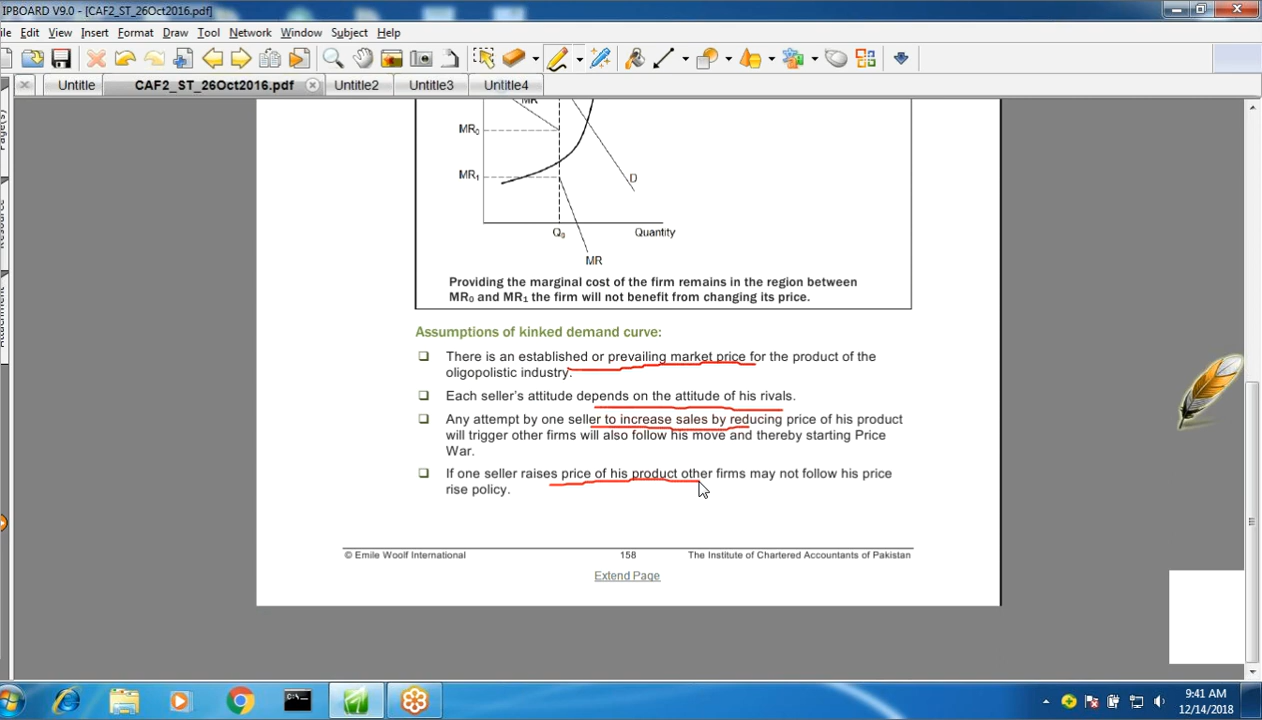 IPBOARD V9.0 - [CAF2_ST_26Oct2016.pdf]
ile Edit View Insert Format Draw Tool Network Window Subject Help
Untitle CAF2_ST_26Oct2016.pdf Untitle2 Untitle3 Untitle4
Page(s)
Resource
Attachment
MR
MR0
MR1
D
Q0 Quantity
MR
Providing the marginal cost of the firm remains in the region between
MR0 and MR1 the firm will not benefit from changing its price.
Assumptions of kinked demand curve:
There is an established or prevailing market price for the product of the
oligopolistic industry.
Each seller's attitude depends on the attitude of his rivals.
Any attempt by one seller to increase sales by reducing price of his product
will trigger other firms will also follow his move and thereby starting Price
War.
If one seller raises price of his product other firms may not follow his price
rise policy.
© Emile Woolf International 158 The Institute of Chartered Accountants of Pakistan
Extend Page
9:41 AM
12/14/2018